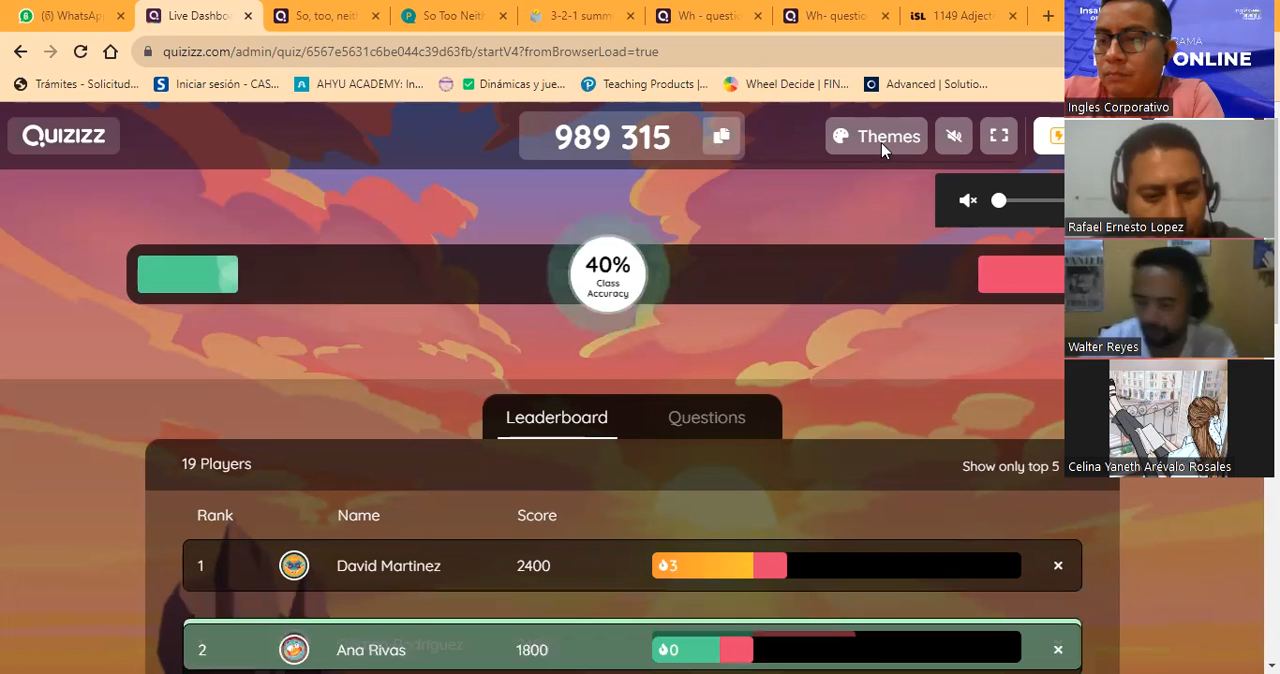 WhatsApp
Live Dashbo
So, too, neith
So Too Neith
3-2-1 summ
Wh - questic
Wh- questic
iSL 1149 Adjecti
quizizz.com/admin/quiz/6567e5631c6be044c39d63fb/startV4?fromBrowserLoad=true
Trámites - Solicitud...
Iniciar sesión - CAS...
AHYU ACADEMY: In...
Dinámicas y jue...
Teaching Products |...
Wheel Decide | FIN...
Advanced | Solutio...
ONLINE
Ingles Corporativo
QUIZIZZ
989 315
Themes
Rafael Ernesto Lopez
40%
Class
Accuracy
Walter Reyes
Leaderboard
Questions
Celina Yaneth Arévalo Rosales
19 Players
Show only top 5
Rank
Name
Score
1
David Martinez
2400
3
2
Ana Rivas
1800
0